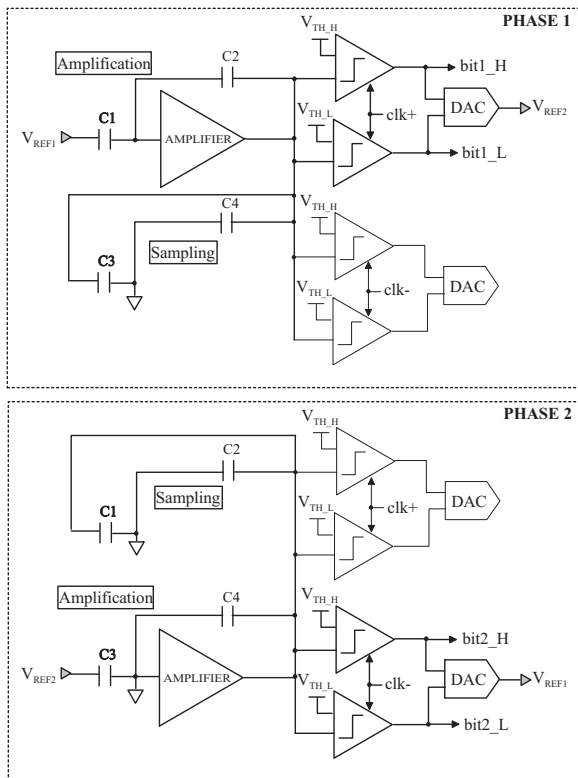 PHASE 1
V_TH_H
Amplification
C2
bit1_H
C1
DAC
V_REF1
AMPLIFIER
V_TH_L
clk+
V_REF2
bit1_L
C4
V_TH_H
Sampling
C3
V_TH_L
clk-
DAC
PHASE 2
V_TH_H
C2
Sampling
C1
V_TH_L
clk+
DAC
Amplification
C4
V_TH_H
bit2_H
C3
V_REF2
AMPLIFIER
V_TH_L
clk-
DAC
V_REF1
bit2_L